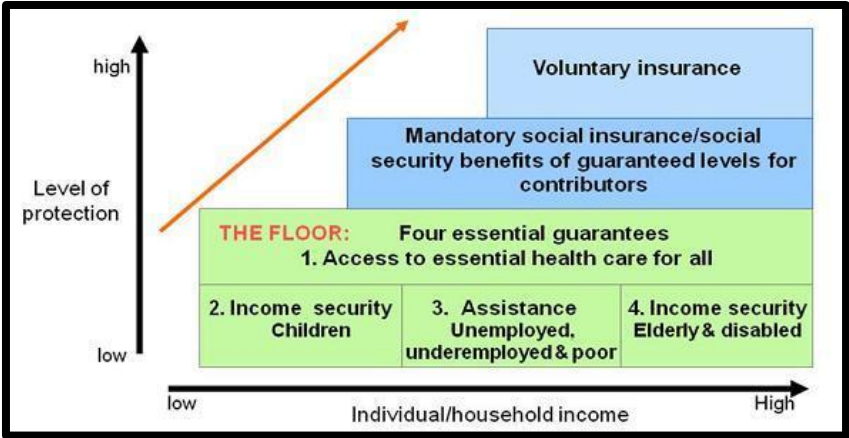 high
Voluntary insurance
Mandatory social insurance/social
security benefits of guaranteed levels for
contributors
Level of
protection
THE FLOOR: Four essential guarantees
1. Access to essential health care for all
2. Income security
Children
3. Assistance
Unemployed,
underemployed & poor
4. Income security
Elderly & disabled
low
low
Individual/household income
High